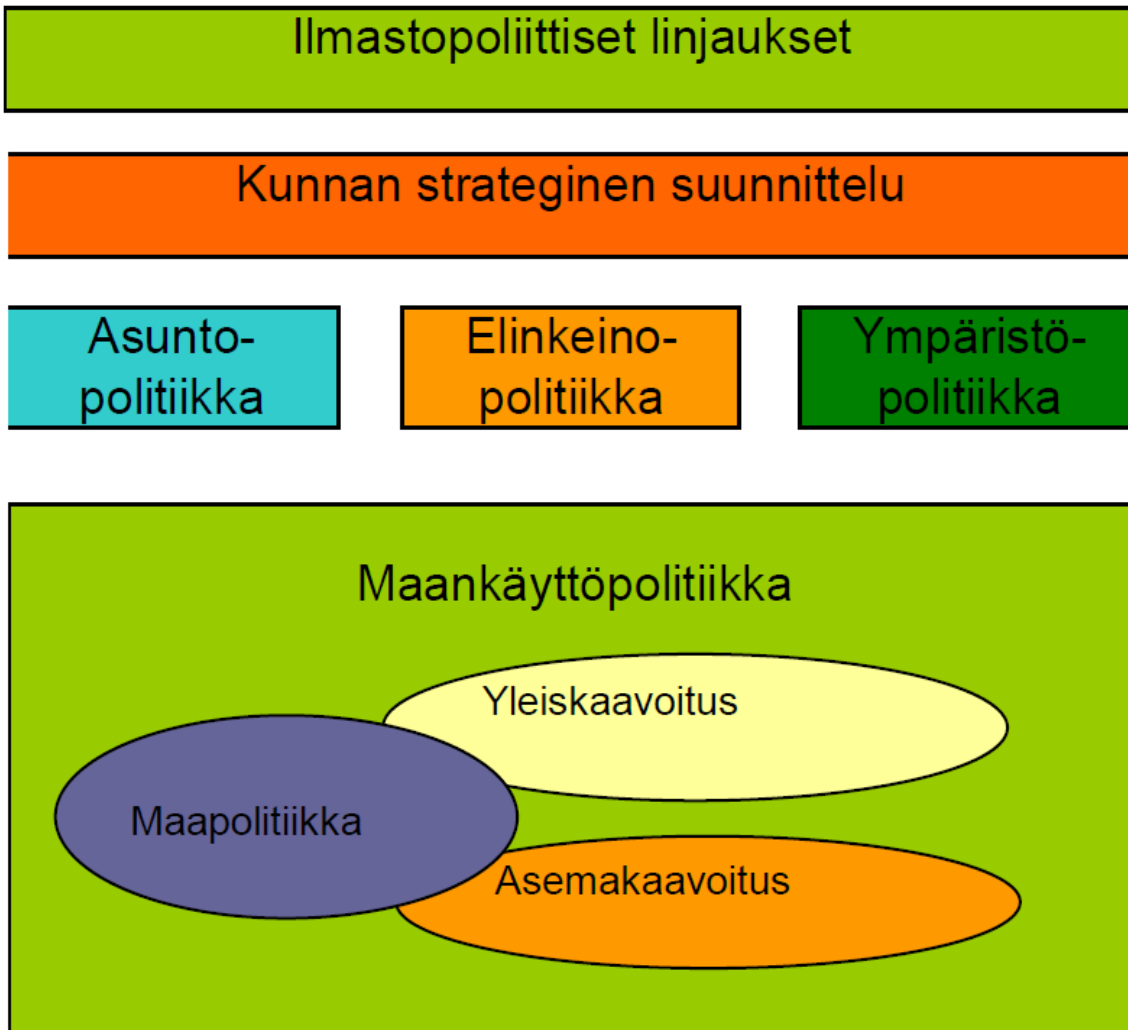 Ilmastopoliittiset linjaukset
Kunnan strateginen suunnittelu
Asunto-
politiikka
Elinkeino-
politiikka
Ympäristö-
politiikka
Maankäyttöpolitiikka
Yleiskaavoitus
Maapolitiikka
Asemakaavoitus